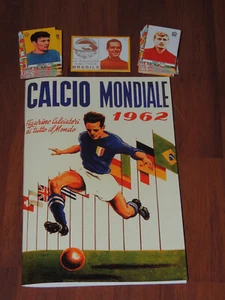 BRASILE
CALCIO MONDIALE
1962
Figurine Calciatori
di tutto il Mondo